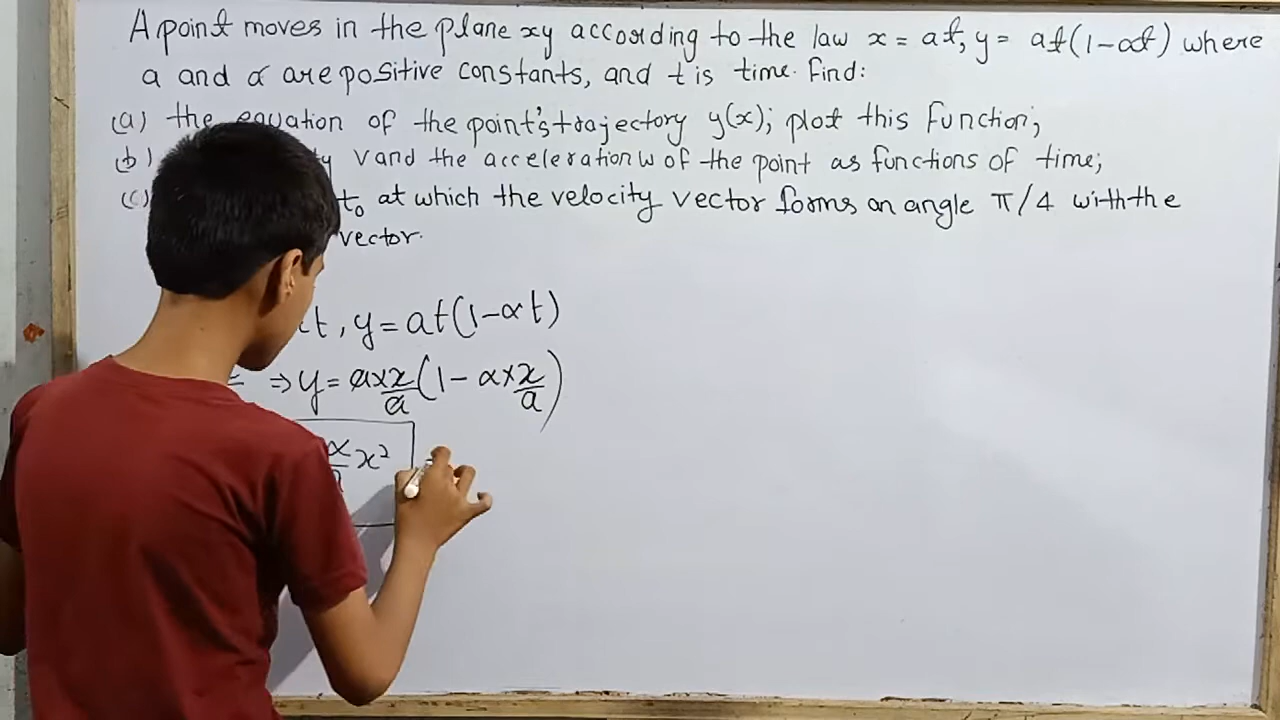 A point moves in the plane xy according to the law x = at, y = at(1-αt) where
a and α are positive constants, and t is time. Find:
(a) the equation of the point's trajectory y(x); plot this function;
(b) V and the acceleration w of the point as functions of time;
(c) t₀ at which the velocity vector forms an angle π/4 with the
vector.
t, y = at(1-αt)
⇒ y = a×x/a (1 - α×x/a)
α/a x²